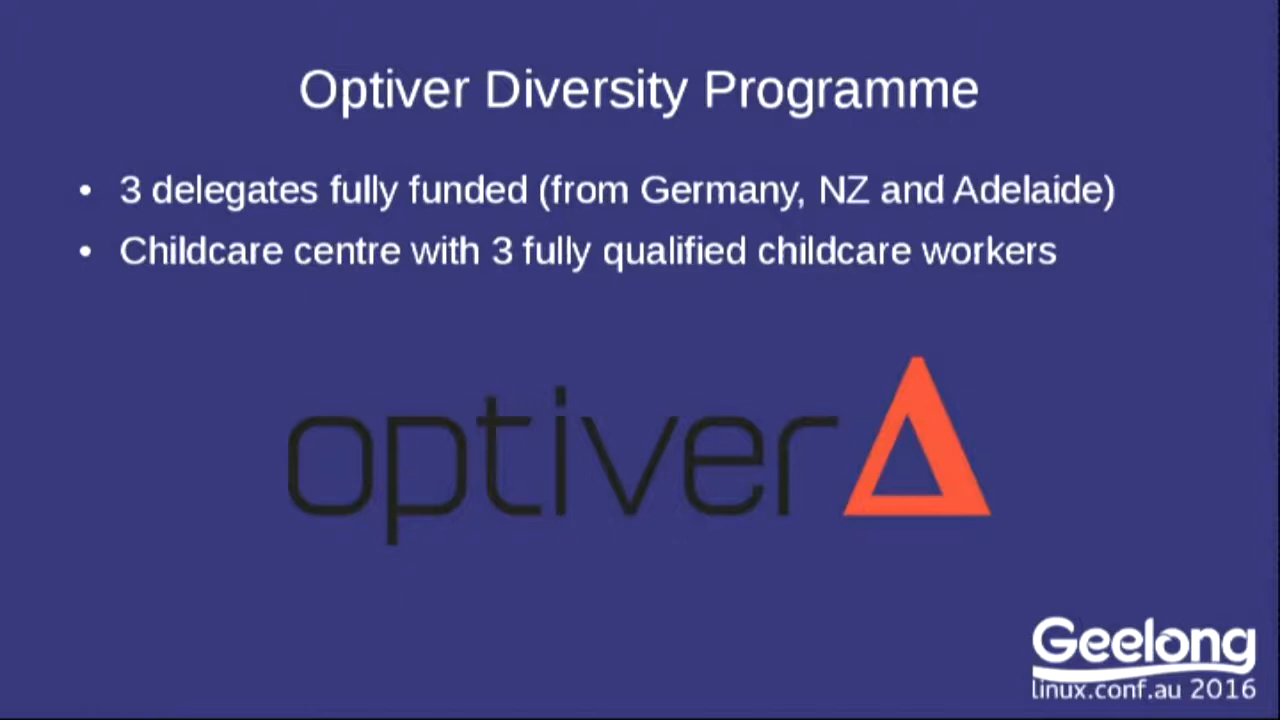 Optiver Diversity Programme
• 3 delegates fully funded (from Germany, NZ and Adelaide)
• Childcare centre with 3 fully qualified childcare workers
optiver
Geelong
linux.conf.au 2016